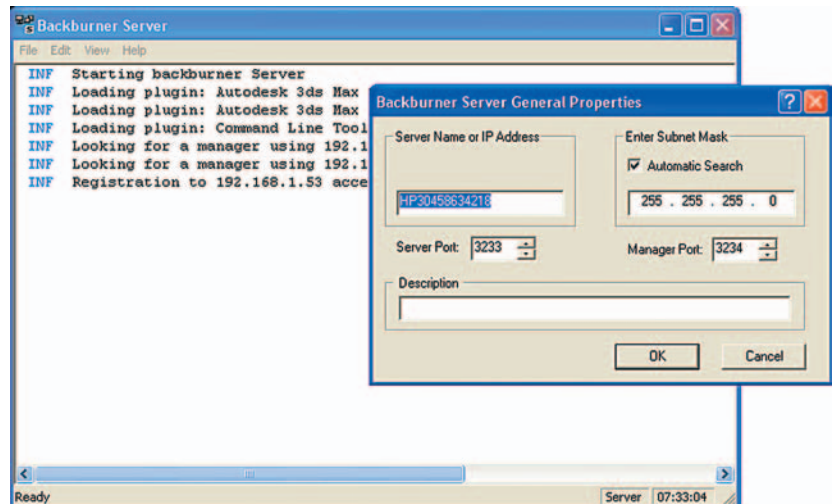 Backburner Server
File Edit View Help
INF Starting backburner Server
INF Loading plugin: Autodesk 3ds Max
INF Loading plugin: Autodesk 3ds Max
INF Loading plugin: Command Line Tool
INF Looking for a manager using 192.1
INF Looking for a manager using 192.1
INF Registration to 192.168.1.53 acce
Backburner Server General Properties
Server Name or IP Address
HP30458634218
Enter Subnet Mask
Automatic Search
255 . 255 . 255 . 0
Server Port: 3233
Manager Port: 3234
Description
OK Cancel
Ready Server 07:33:04